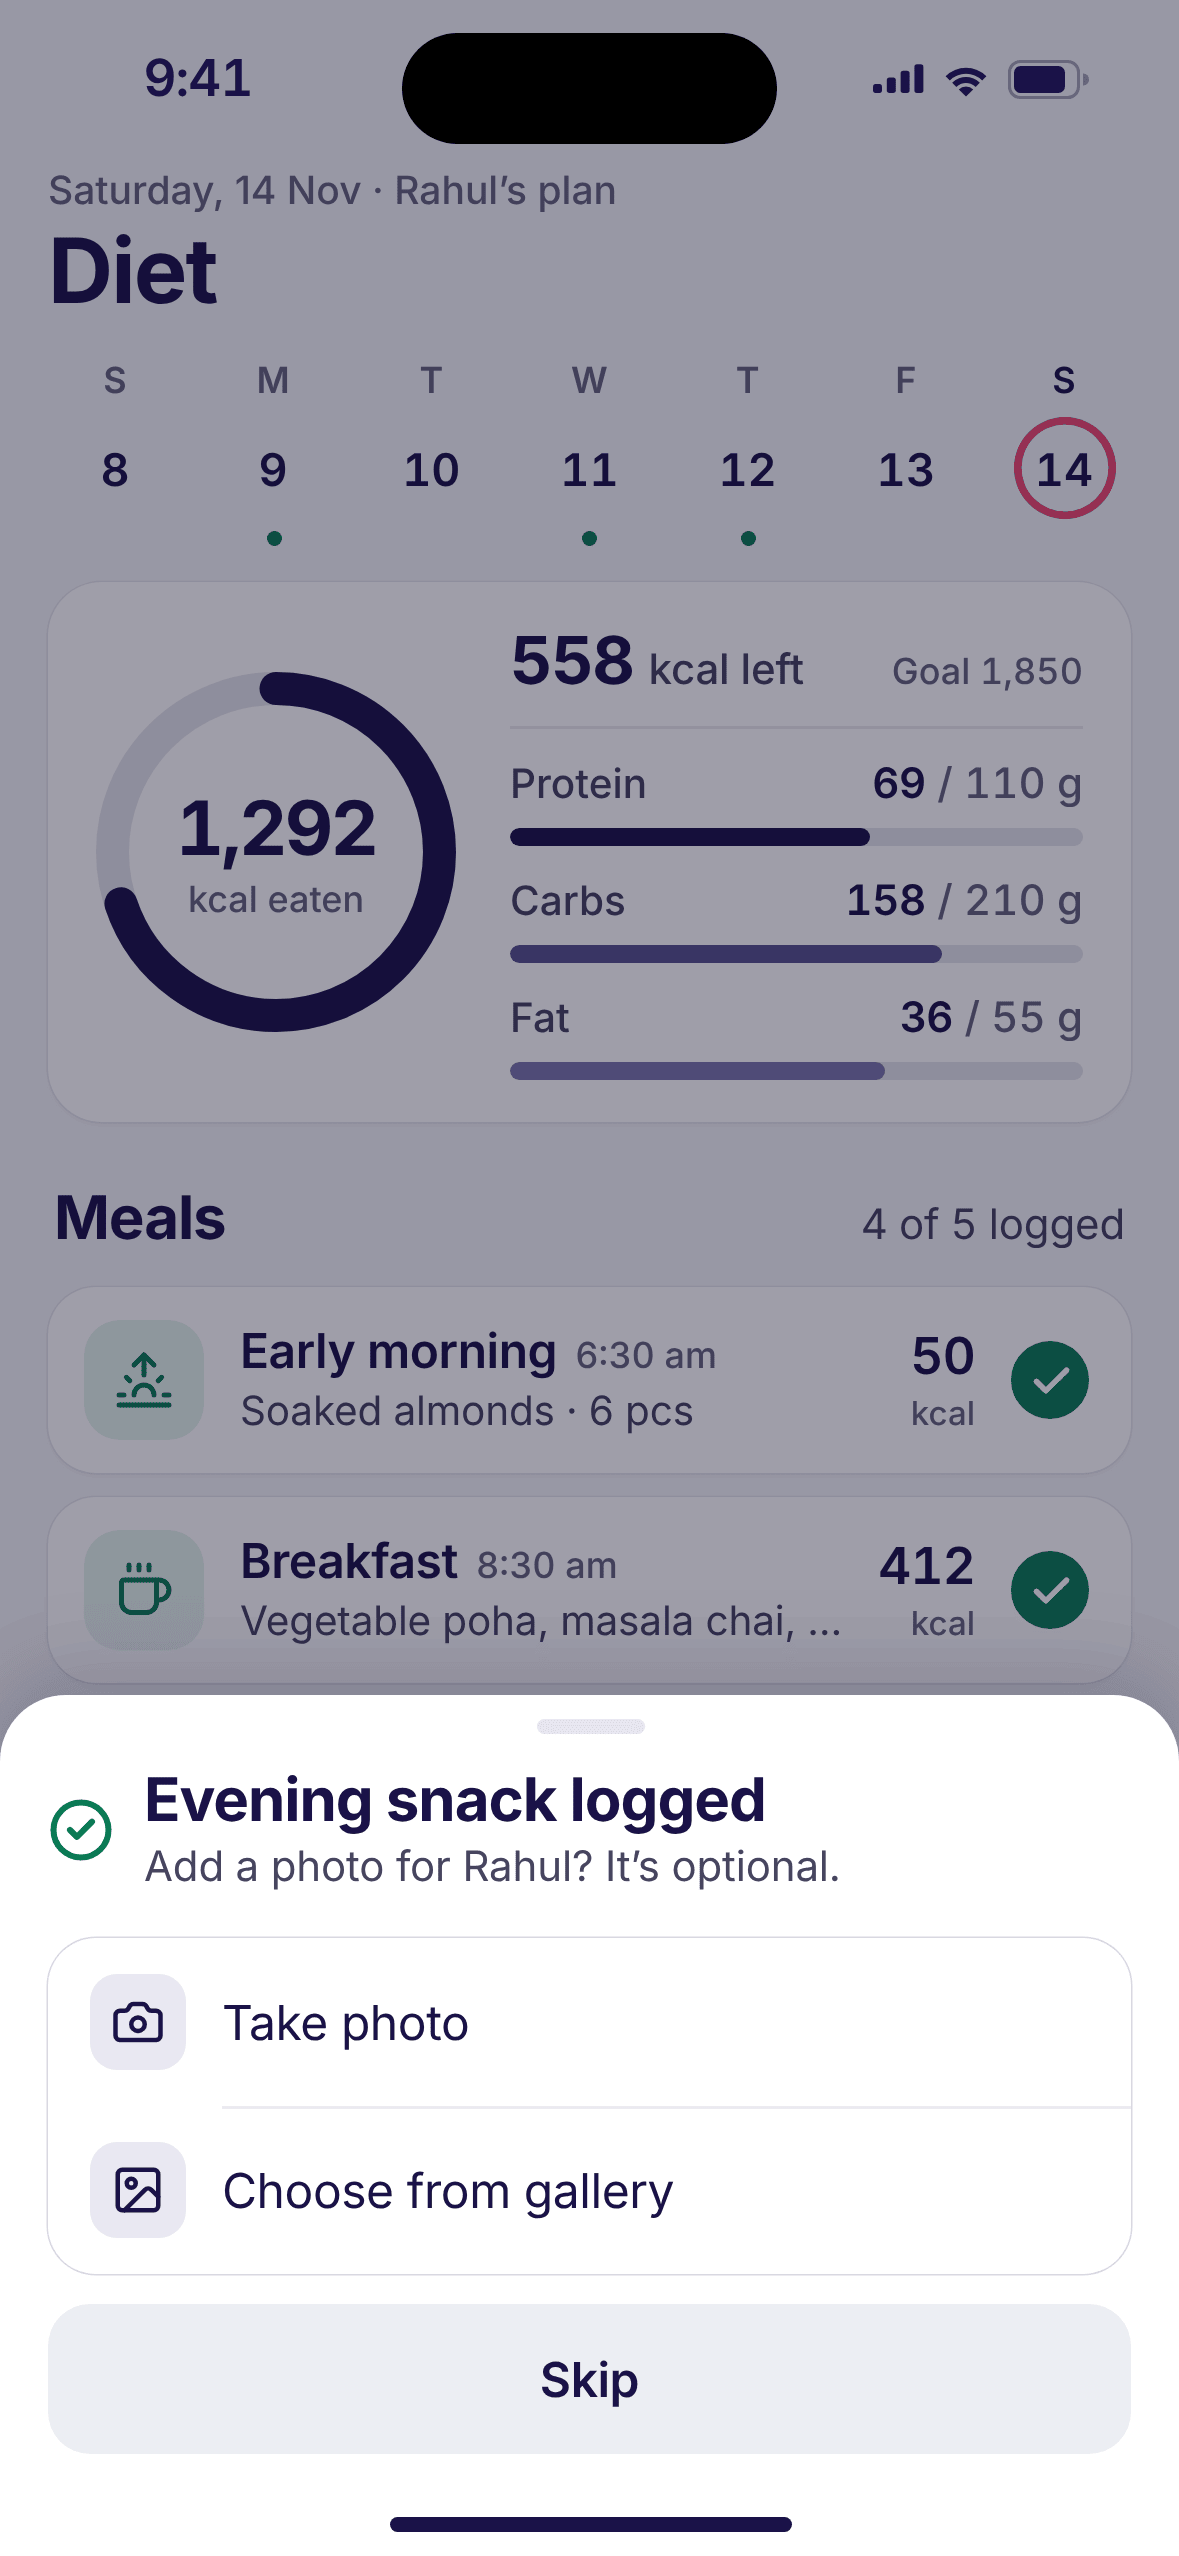 9:41
Saturday, 14 Nov · Rahul’s plan
Diet
S M T W T F S
8 9 10 11 12 13 14
558 kcal left Goal 1,850
1,292
kcal eaten
Protein 69 / 110 g
Carbs 158 / 210 g
Fat 36 / 55 g
Meals 4 of 5 logged
Early morning 6:30 am 50
Soaked almonds · 6 pcs kcal
Breakfast 8:30 am 412
Vegetable poha, masala chai, ... kcal
Evening snack logged
Add a photo for Rahul? It’s optional.
Take photo
Choose from gallery
Skip